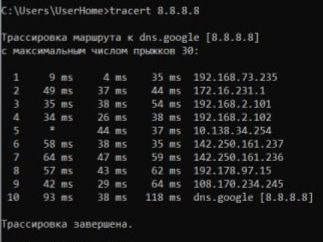 C:\Users\UserHome>tracert 8.8.8.8
Трассировка маршрута к dns.google [8.8.8.8]
с максимальным числом прыжков 30:
1 9 ms 4 ms 35 ms 192.168.73.235
2 49 ms 37 ms 44 ms 172.16.231.1
3 35 ms 38 ms 54 ms 192.168.2.101
4 34 ms 26 ms 38 ms 192.168.2.102
5 * 44 ms 37 ms 10.138.34.254
6 58 ms 38 ms 35 ms 142.250.161.237
7 64 ms 47 ms 59 ms 142.250.161.236
8 57 ms 43 ms 62 ms 192.178.97.15
9 42 ms 29 ms 64 ms 108.170.234.245
10 93 ms 38 ms 118 ms dns.google [8.8.8.8]
Трассировка завершена.